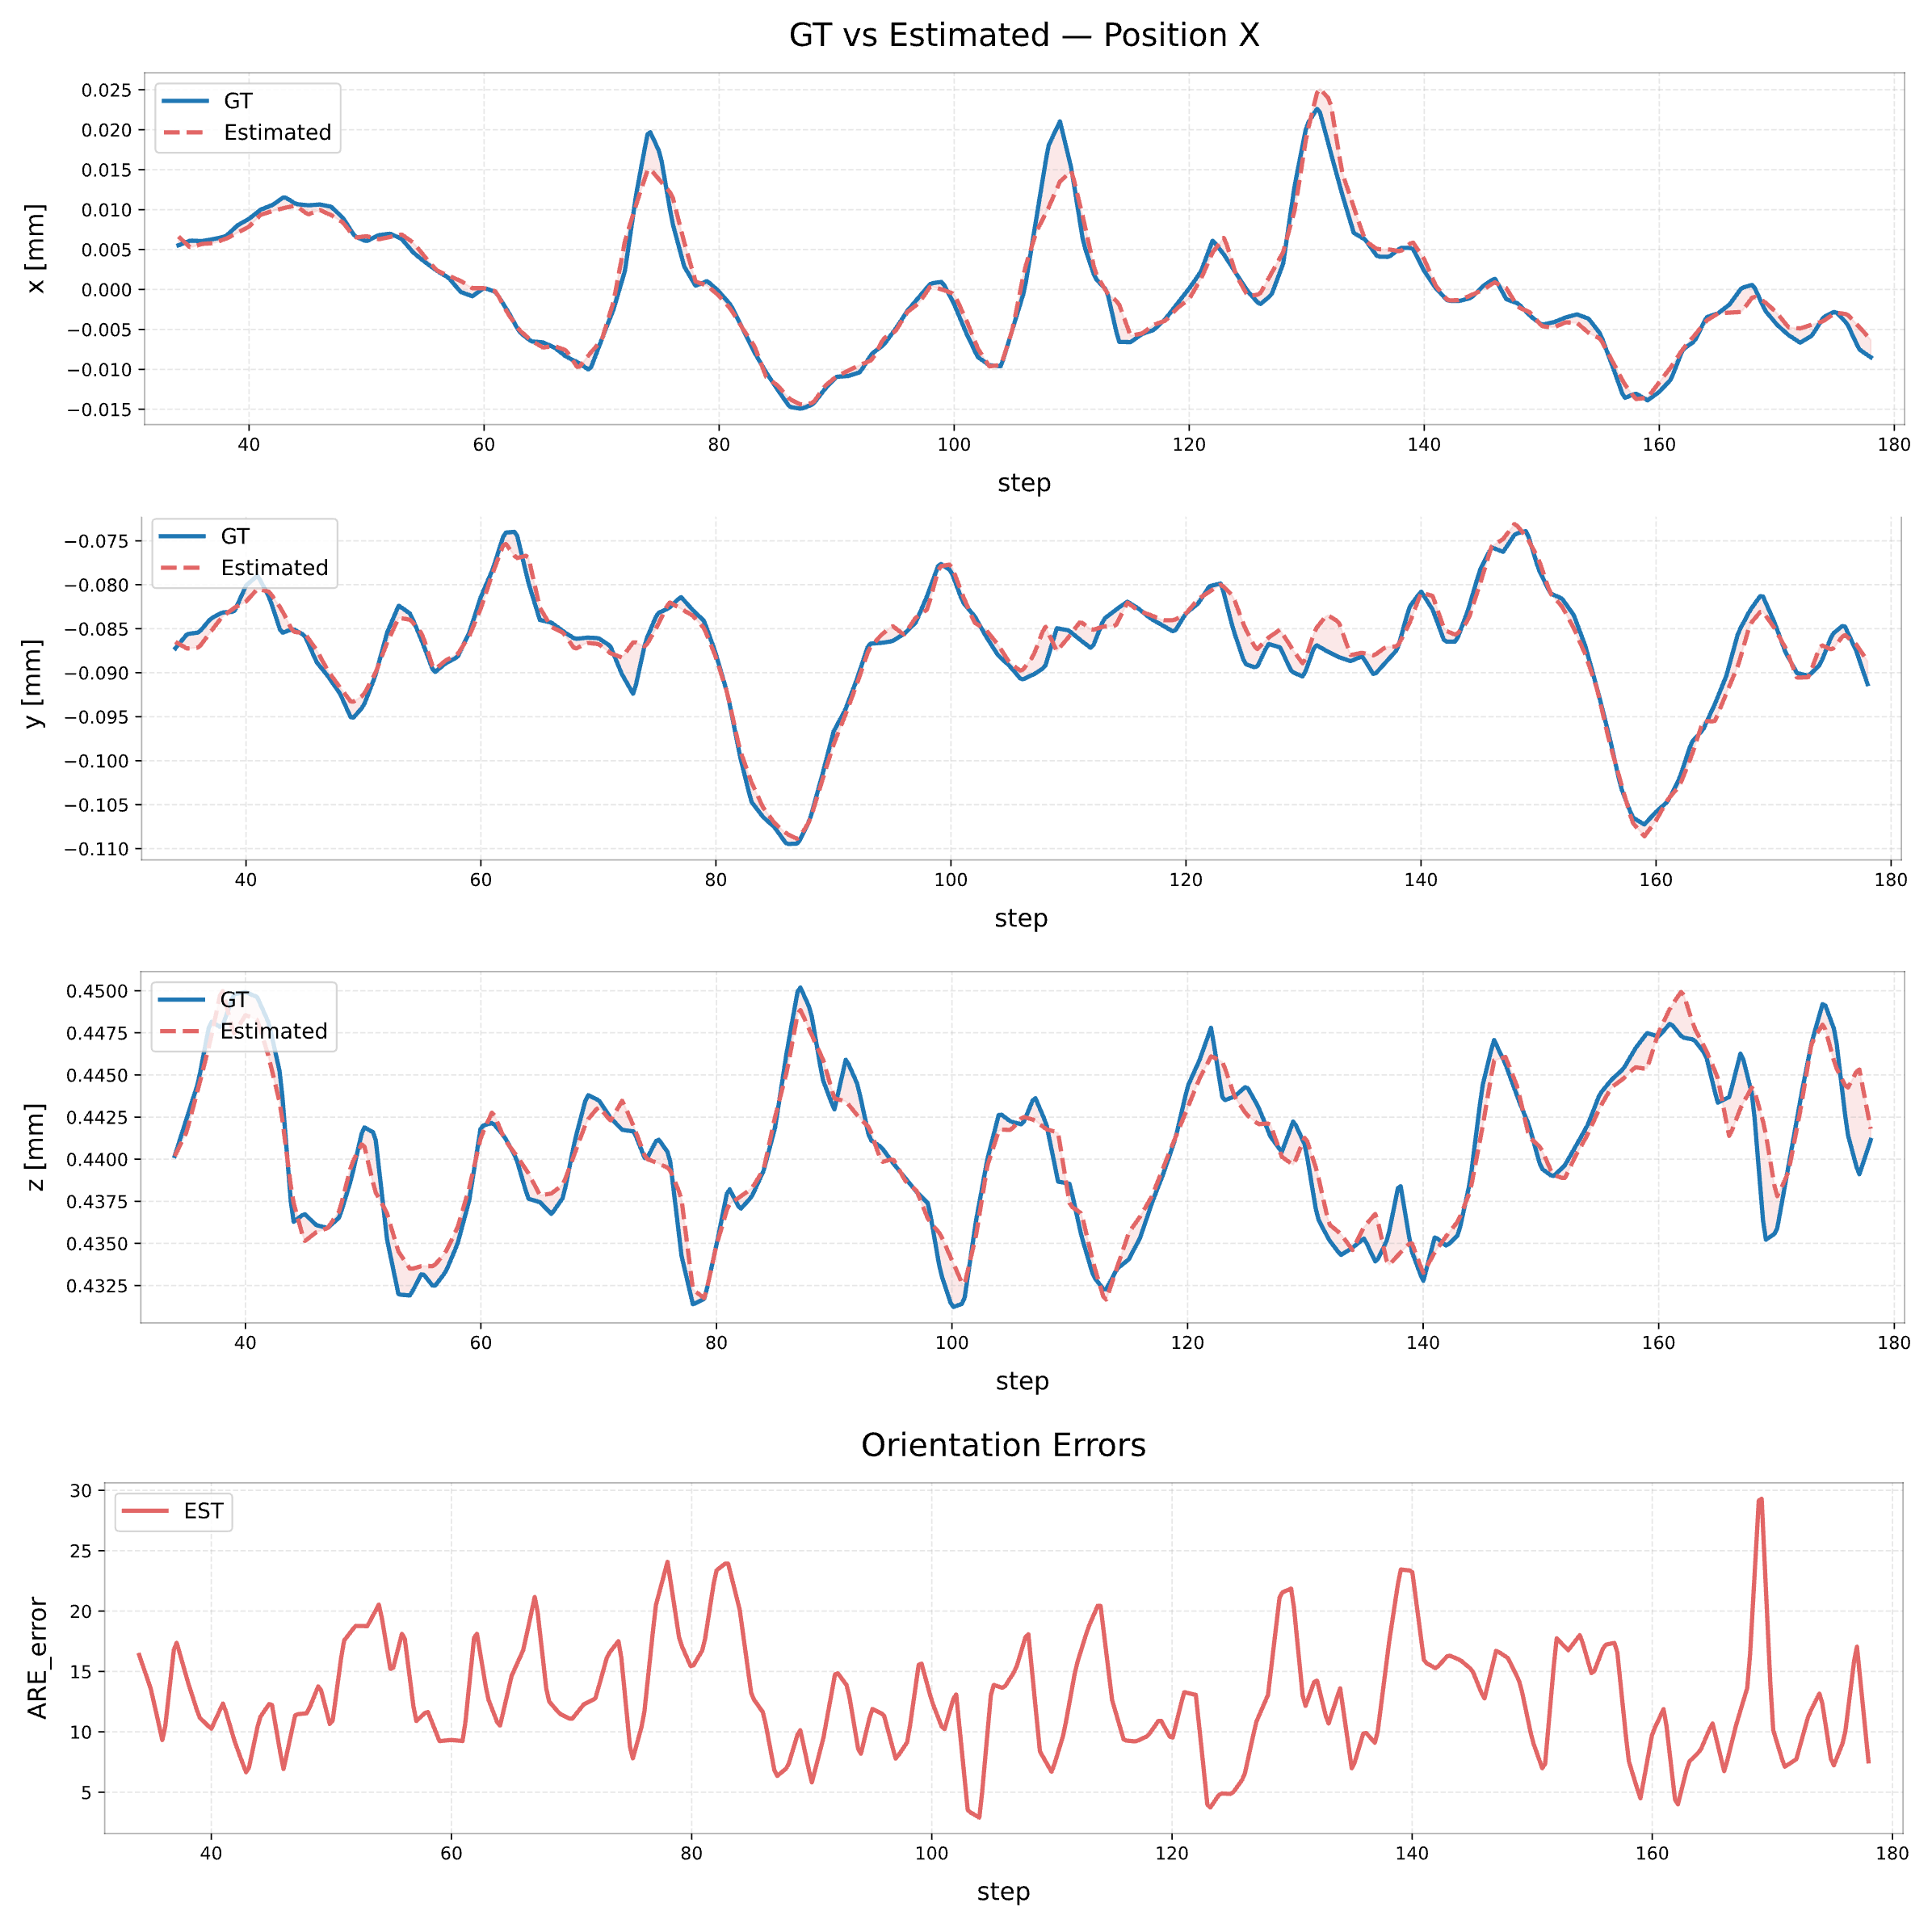 GT vs Estimated — Position X
GT
Estimated
x [mm]
0.025
0.020
0.015
0.010
0.005
0.000
−0.005
−0.010
−0.015
40 60 80 100 120 140 160 180
step
GT
Estimated
y [mm]
−0.075
−0.080
−0.085
−0.090
−0.095
−0.100
−0.105
−0.110
40 60 80 100 120 140 160 180
step
GT
Estimated
z [mm]
0.4500
0.4475
0.4450
0.4425
0.4400
0.4375
0.4350
0.4325
40 60 80 100 120 140 160 180
step
Orientation Errors
EST
ARE_error
30
25
20
15
10
5
40 60 80 100 120 140 160 180
step